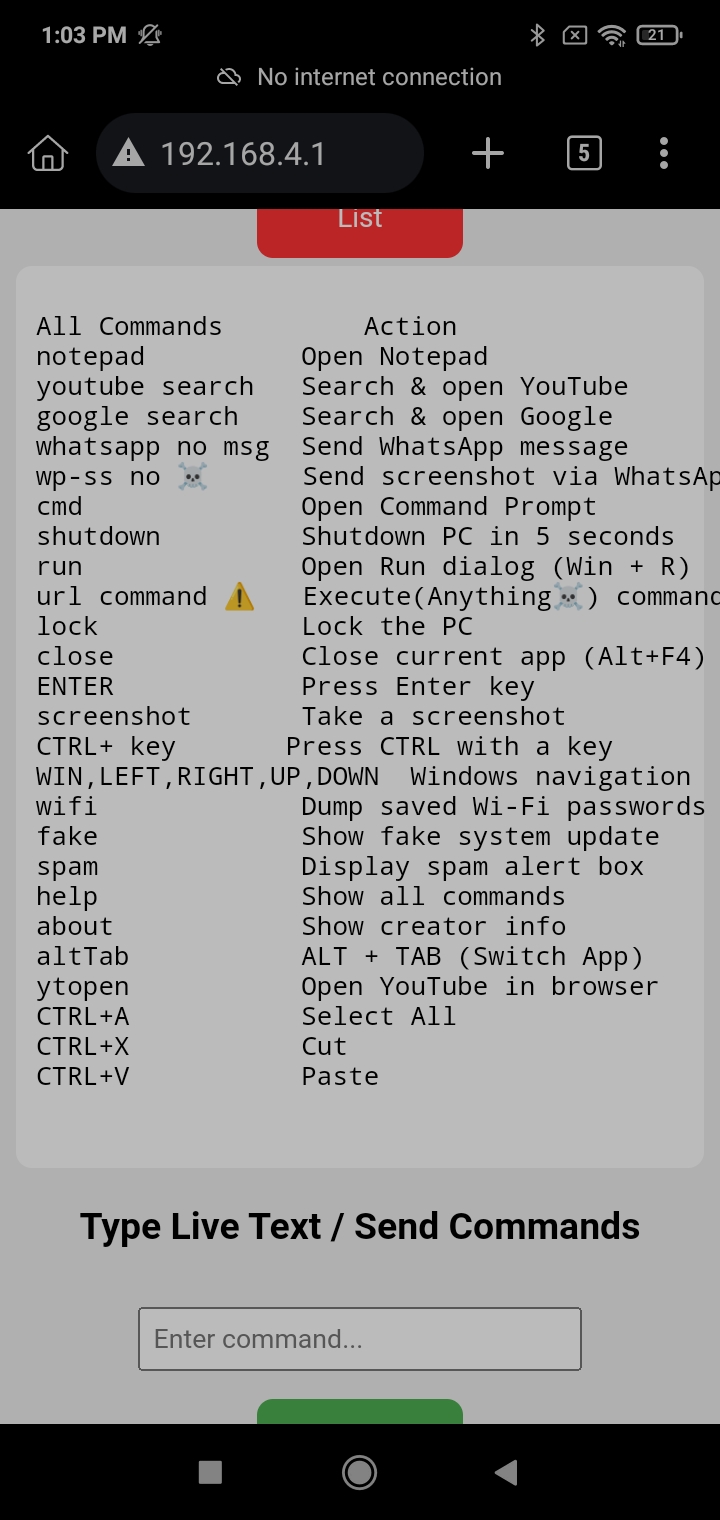 1:03 PM 21
No internet connection
192.168.4.1 5
List
All Commands Action
notepad Open Notepad
youtube search Search & open YouTube
google search Search & open Google
whatsapp no msg Send WhatsApp message
wp-ss no ☠️ Send screenshot via WhatsAp
cmd Open Command Prompt
shutdown Shutdown PC in 5 seconds
run Open Run dialog (Win + R)
url command ⚠️ Execute(Anything☠️) command
lock Lock the PC
close Close current app (Alt+F4)
ENTER Press Enter key
screenshot Take a screenshot
CTRL+ key Press CTRL with a key
WIN,LEFT,RIGHT,UP,DOWN Windows navigation
wifi Dump saved Wi-Fi passwords
fake Show fake system update
spam Display spam alert box
help Show all commands
about Show creator info
altTab ALT + TAB (Switch App)
ytopen Open YouTube in browser
CTRL+A Select All
CTRL+X Cut
CTRL+V Paste
Type Live Text / Send Commands
Enter command...